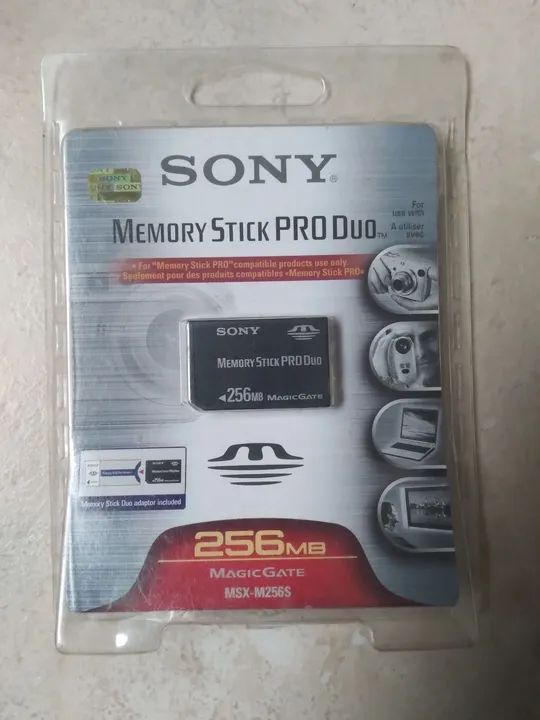 SONY
SONY®
MEMORY STICK PRO DUO™
For
use with
A utiliser
avec
• For "Memory Stick PRO" compatible products use only.
Seulement pour des produits compatibles «Memory Stick PRO»
SONY
MEMORY STICK PRO DUO
◄256MB MAGICGATE
SONY
Memory Stick Duo adaptor included
256MB
MAGICGATE
MSX-M256S